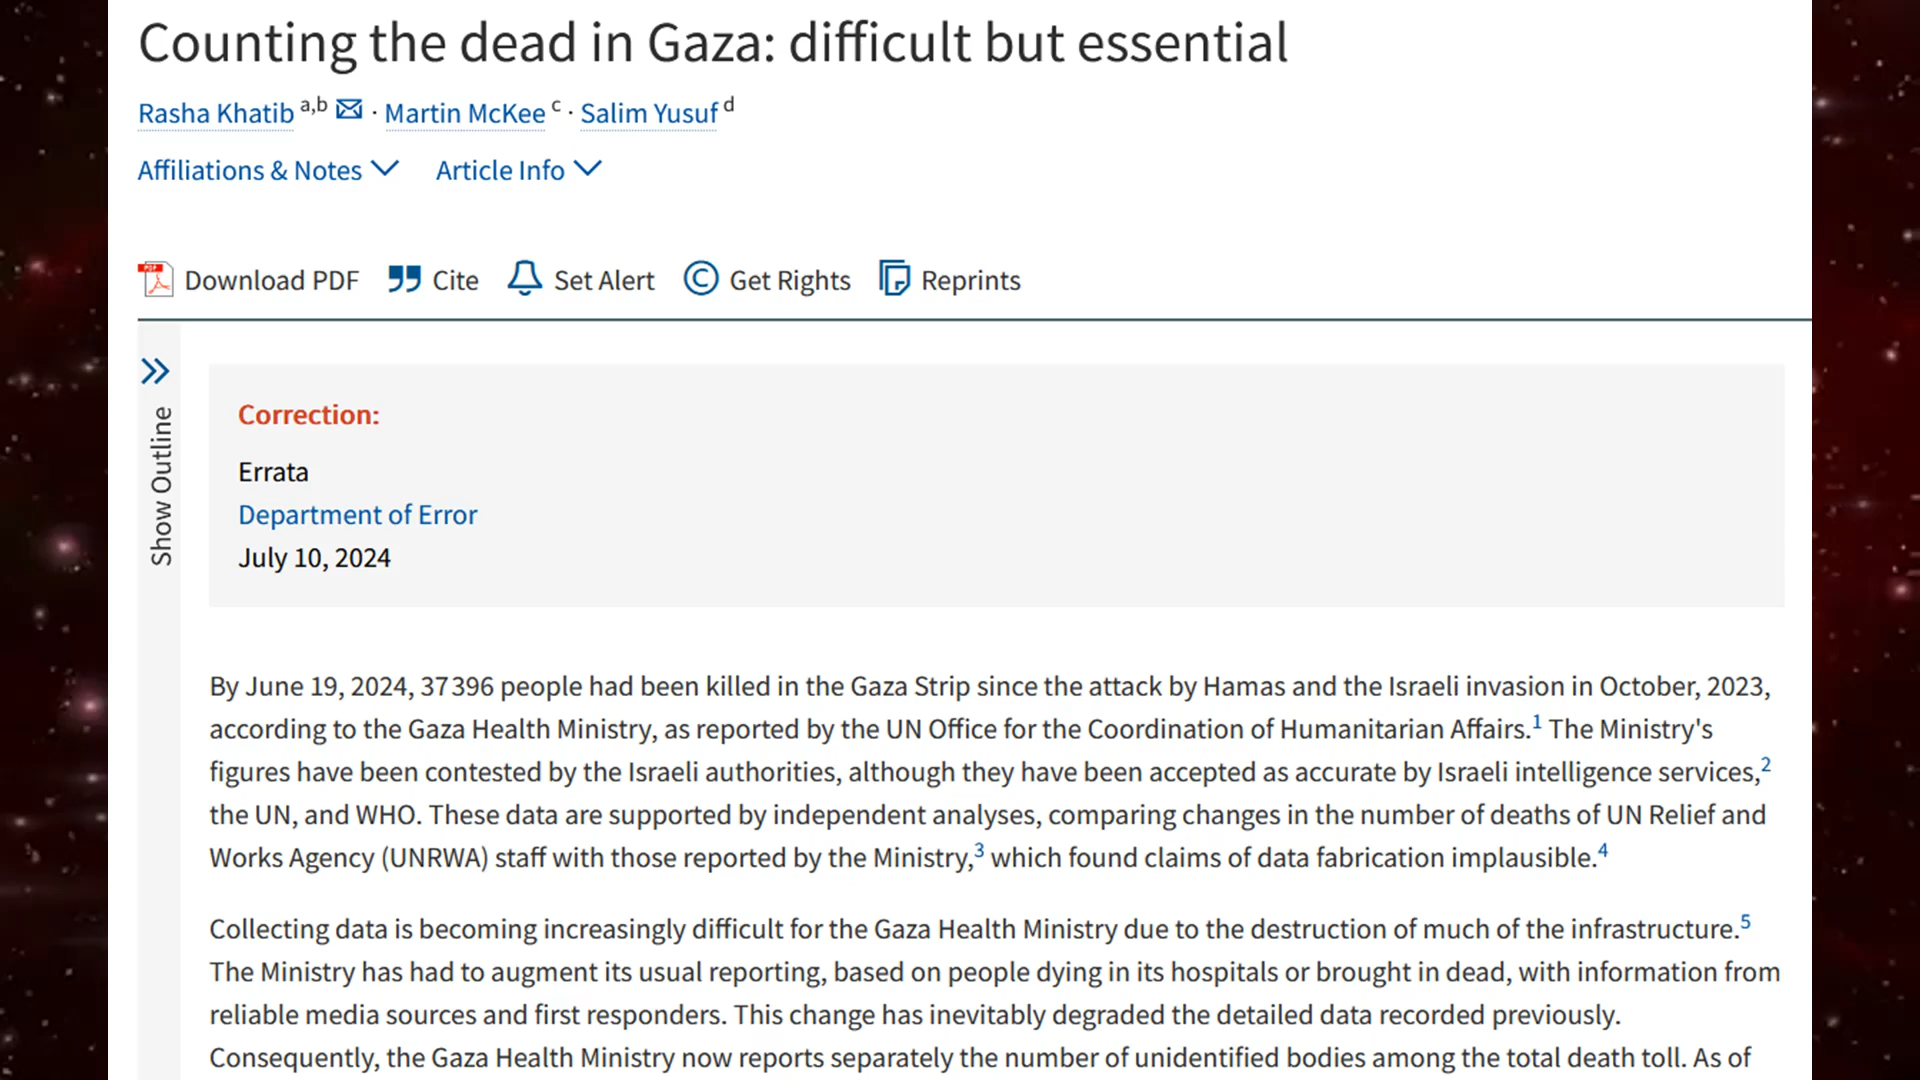 Counting the dead in Gaza: difficult but essential
Rasha Khatib a,b · Martin McKee c · Salim Yusuf d
Affiliations & Notes Article Info
Download PDF Cite Set Alert Get Rights Reprints
Show Outline
Correction:
Errata
Department of Error
July 10, 2024
By June 19, 2024, 37 396 people had been killed in the Gaza Strip since the attack by Hamas and the Israeli invasion in October, 2023,
according to the Gaza Health Ministry, as reported by the UN Office for the Coordination of Humanitarian Affairs.1 The Ministry's
figures have been contested by the Israeli authorities, although they have been accepted as accurate by Israeli intelligence services,2
the UN, and WHO. These data are supported by independent analyses, comparing changes in the number of deaths of UN Relief and
Works Agency (UNRWA) staff with those reported by the Ministry,3 which found claims of data fabrication implausible.4
Collecting data is becoming increasingly difficult for the Gaza Health Ministry due to the destruction of much of the infrastructure.5
The Ministry has had to augment its usual reporting, based on people dying in its hospitals or brought in dead, with information from
reliable media sources and first responders. This change has inevitably degraded the detailed data recorded previously.
Consequently, the Gaza Health Ministry now reports separately the number of unidentified bodies among the total death toll. As of